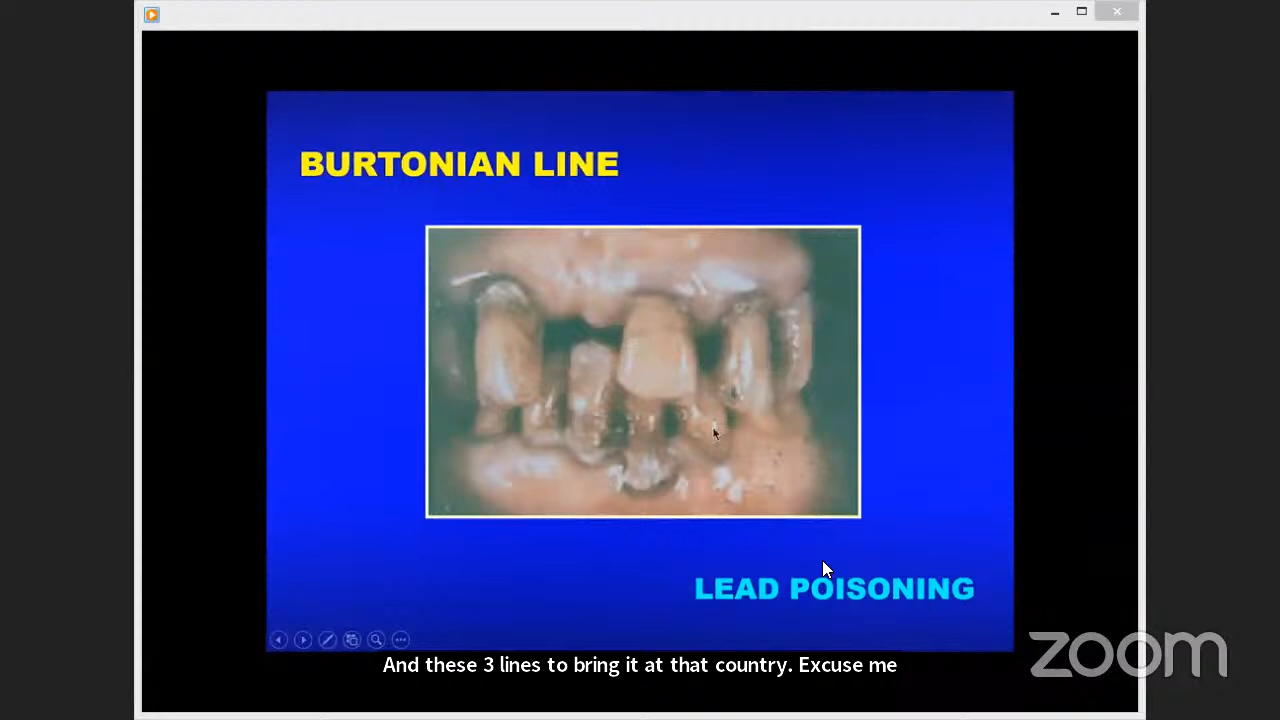 BURTONIAN LINE
LEAD POISONING
And these 3 lines to bring it at that country. Excuse me
zoom